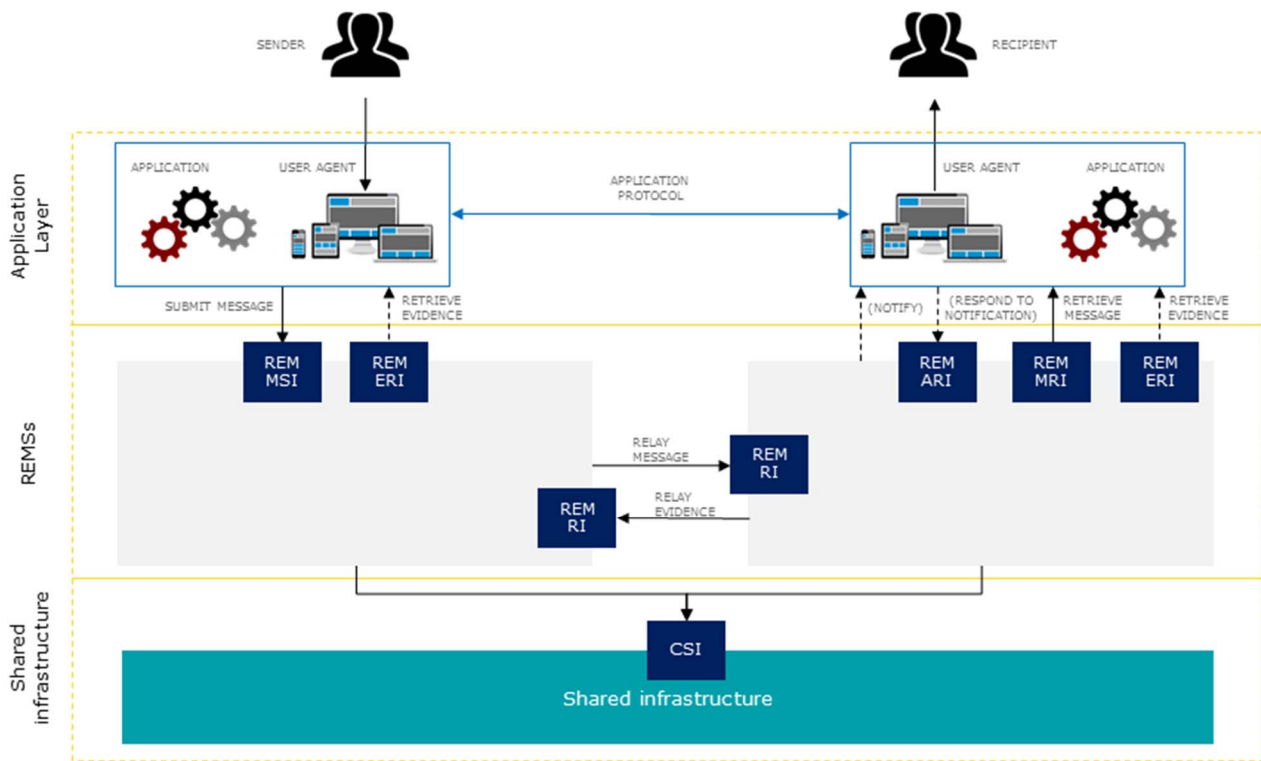 SENDER
RECIPIENT
Application
Layer
APPLICATION
USER AGENT
APPLICATION
PROTOCOL
USER AGENT
APPLICATION
SUBMIT MESSAGE
RETRIEVE
EVIDENCE
(NOTIFY)
(RESPOND TO
NOTIFICATION)
RETRIEVE
MESSAGE
RETRIEVE
EVIDENCE
REMSs
REM
MSI
REM
ERI
REM
ARI
REM
MRI
REM
ERI
RELAY
MESSAGE
REM
RI
REM
RI
RELAY
EVIDENCE
Shared
infrastructure
CSI
Shared infrastructure